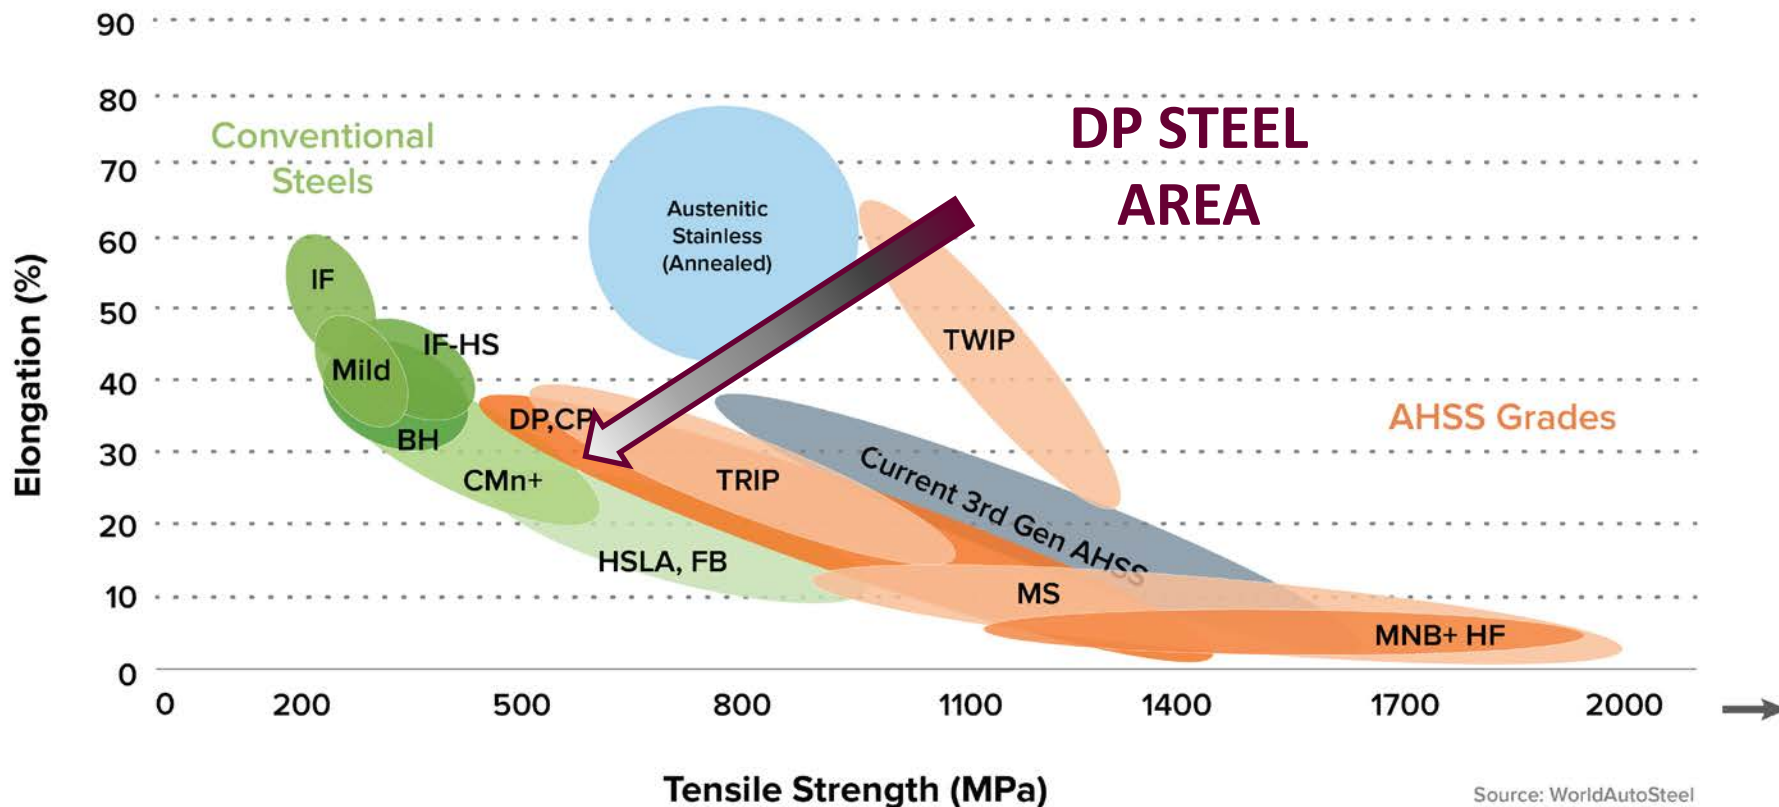 90
80
70
60
50
40
30
20
10
0
Elongation (%)
Conventional
Steels
DP STEEL
AREA
Austenitic
Stainless
(Annealed)
IF
IF-HS
Mild
BH
CMn+
DP,CP
TRIP
TWIP
AHSS Grades
Current 3rd Gen AHSS
HSLA, FB
MS
MNB+ HF
0 200 500 800 1100 1400 1700 2000
Tensile Strength (MPa)
Source: WorldAutoSteel